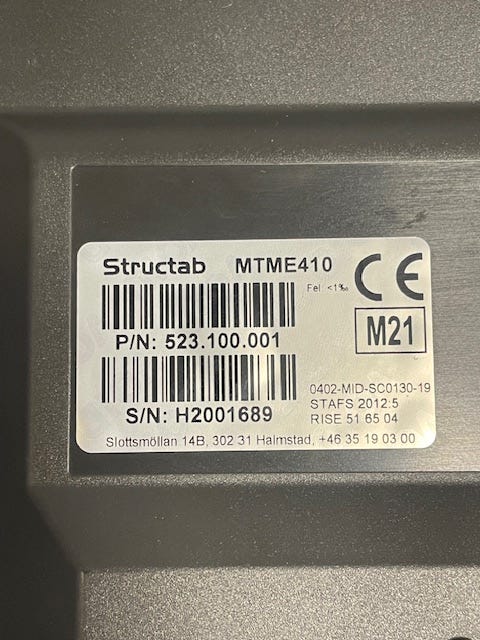 Structab MTME410
Fel <1‰
CE
P/N: 523.100.001
M21
S/N: H2001689
0402-MID-SC0130-19
STAFS 2012:5
RISE 51 65 04
Slottsmöllan 14B, 302 31 Halmstad, +46 35 19 03 00